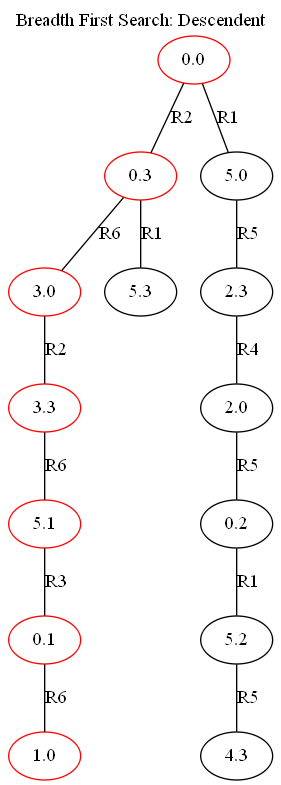 Breadth First Search: Descendent
0.0
R2 R1
0.3 5.0
R6 R1 R5
3.0 5.3 2.3
R2 R4
3.3 2.0
R6 R5
5.1 0.2
R3 R1
0.1 5.2
R6 R5
1.0 4.3